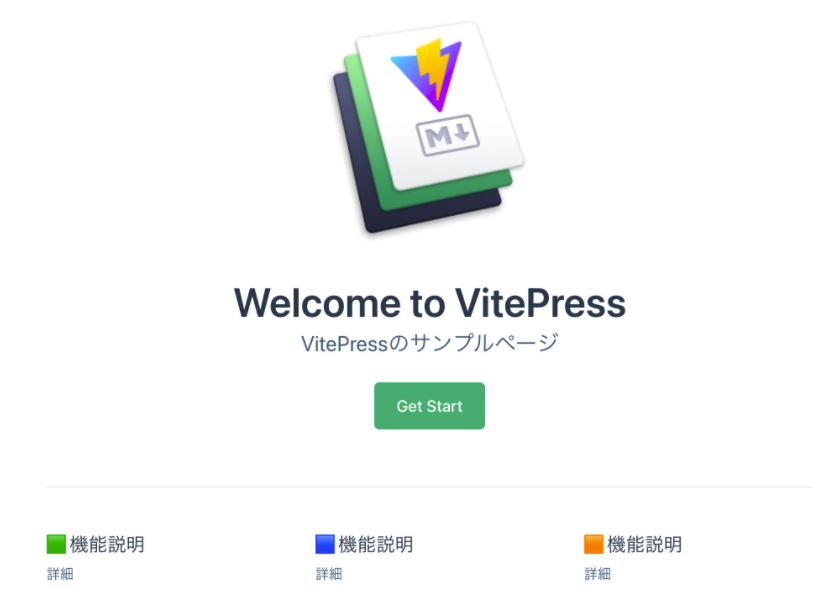 M↓
Welcome to VitePress
VitePressのサンプルページ
Get Start
🟩機能説明 🟦機能説明 🟧機能説明
詳細 詳細 詳細